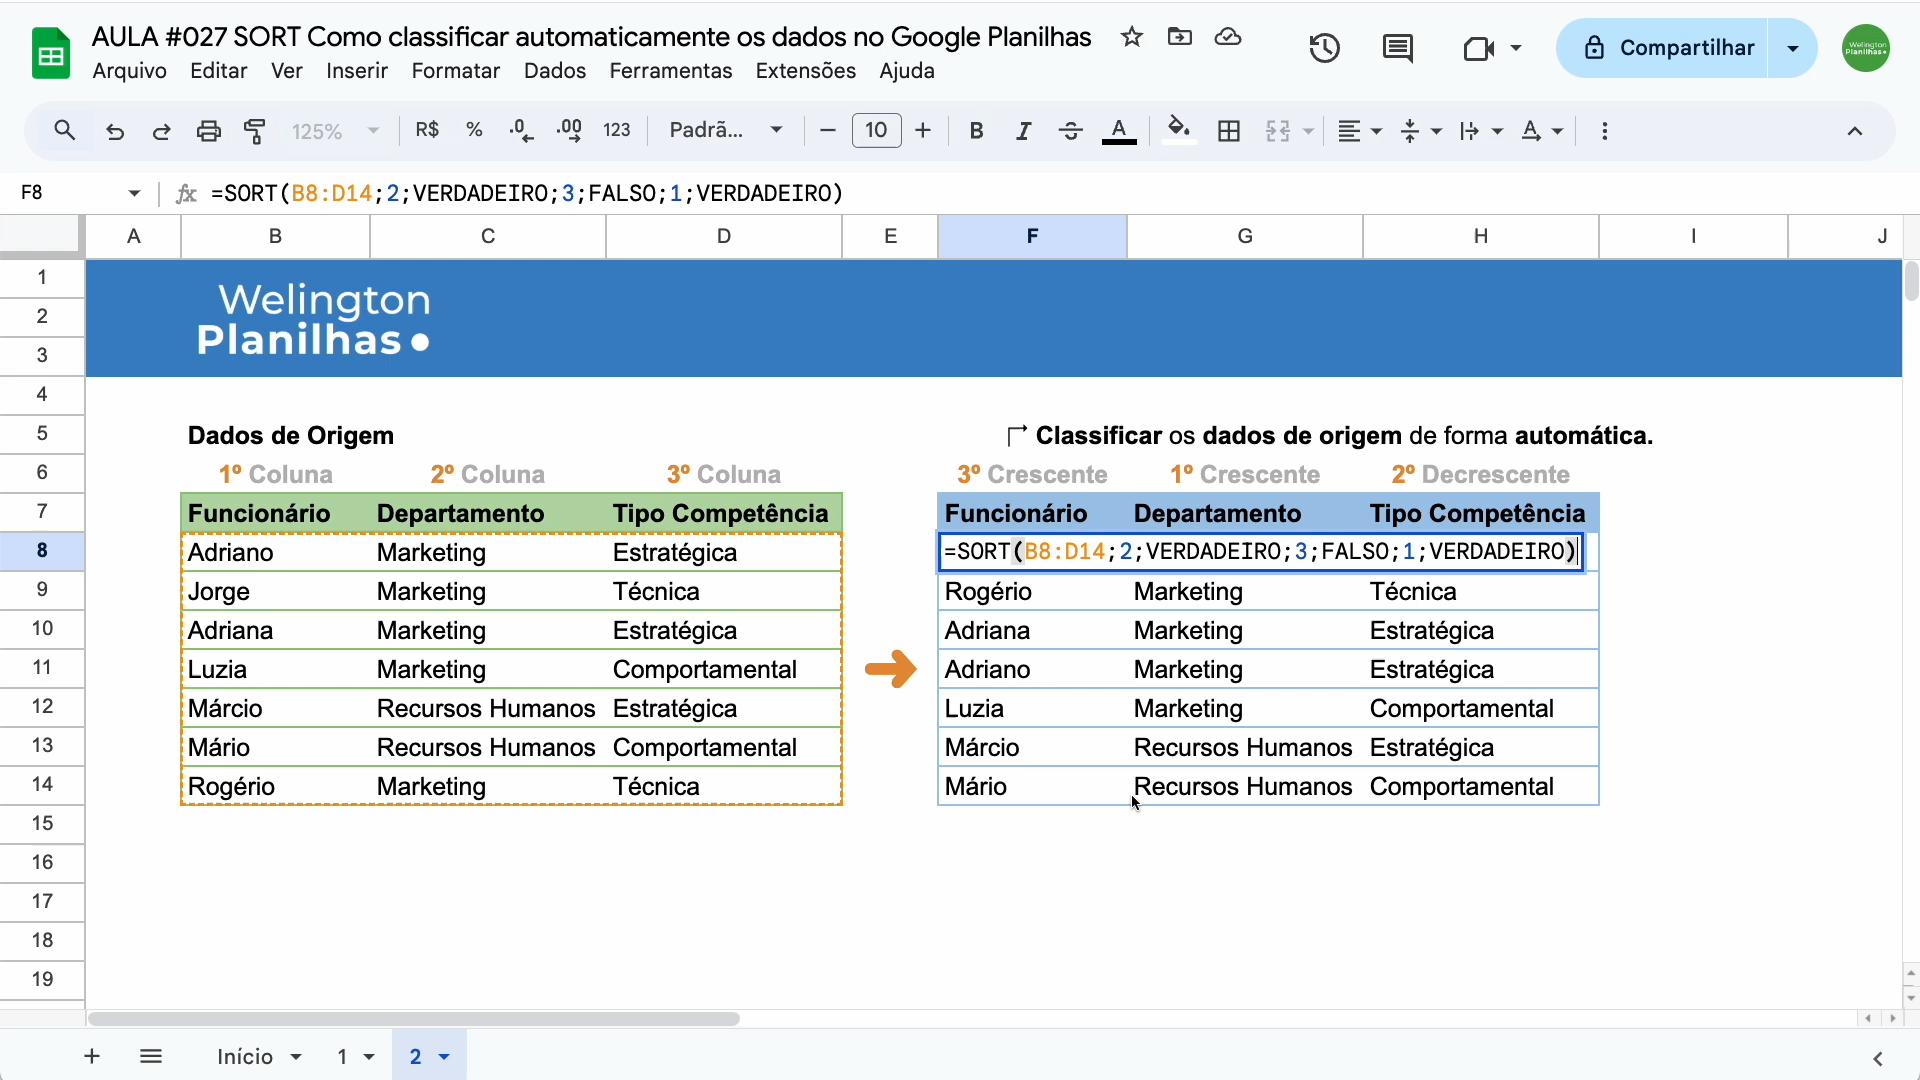 AULA #027 SORT Como classificar automaticamente os dados no Google Planilhas
Arquivo Editar Ver Inserir Formatar Dados Ferramentas Extensões Ajuda
Compartilhar
Welington
Planilhas
125% R$ % .0 .00 123 Padrã... 10 B I S A
F8 fx =SORT(B8:D14;2;VERDADEIRO;3;FALSO;1;VERDADEIRO)
A B C D E F G H I J
1
Welington
2
Planilhas
3
4
5 Dados de Origem Classificar os dados de origem de forma automática.
6 1º Coluna 2º Coluna 3º Coluna 3º Crescente 1º Crescente 2º Decrescente
7 Funcionário Departamento Tipo Competência Funcionário Departamento Tipo Competência
8 Adriano Marketing Estratégica =SORT(B8:D14;2;VERDADEIRO;3;FALSO;1;VERDADEIRO)
9 Jorge Marketing Técnica Rogério Marketing Técnica
10 Adriana Marketing Estratégica Adriana Marketing Estratégica
11 Luzia Marketing Comportamental Adriano Marketing Estratégica
12 Márcio Recursos Humanos Estratégica Luzia Marketing Comportamental
13 Mário Recursos Humanos Comportamental Márcio Recursos Humanos Estratégica
14 Rogério Marketing Técnica Mário Recursos Humanos Comportamental
15
16
17
18
19
Início 1 2